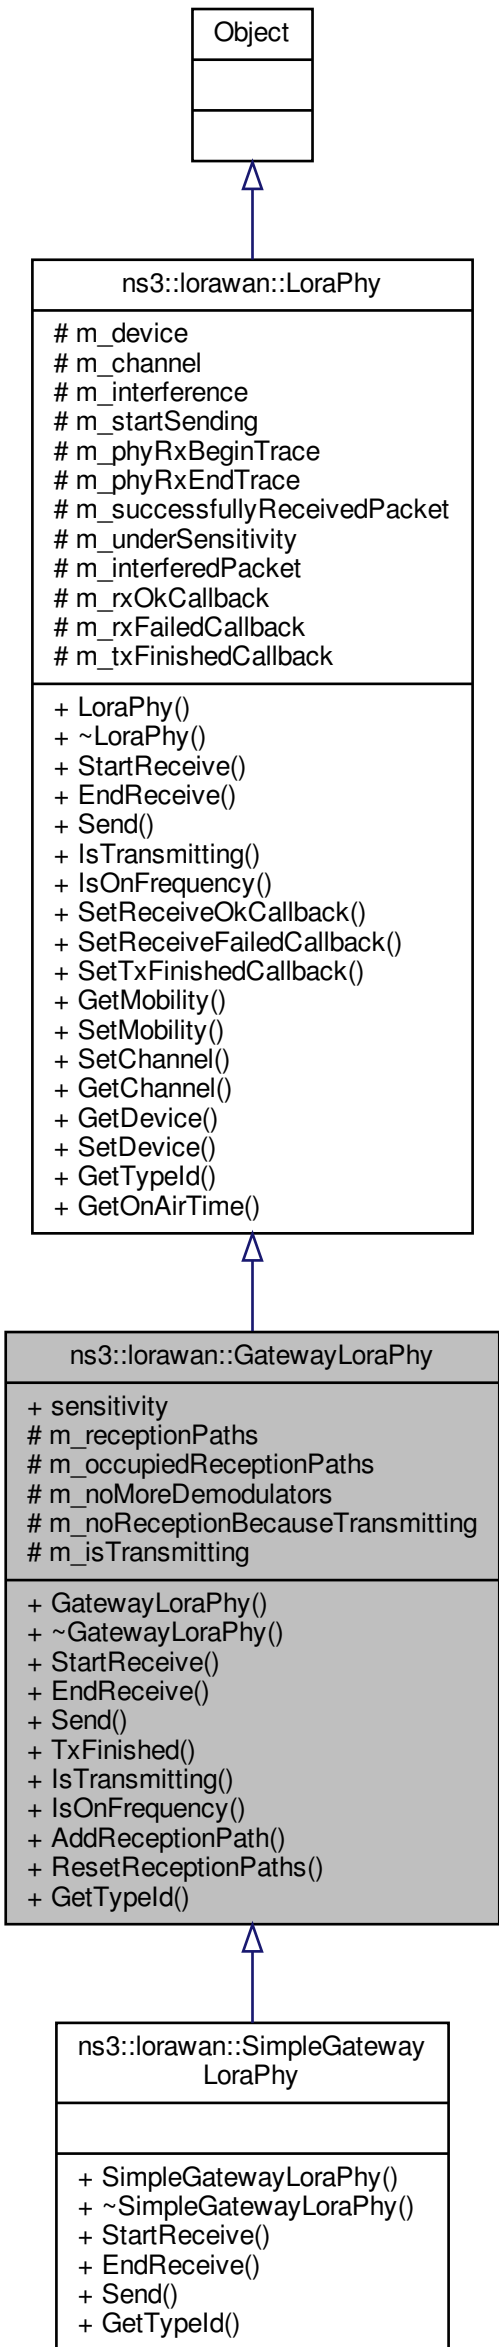 Object
ns3::lorawan::LoraPhy
# m_device
# m_channel
# m_interference
# m_startSending
# m_phyRxBeginTrace
# m_phyRxEndTrace
# m_successfullyReceivedPacket
# m_underSensitivity
# m_interferedPacket
# m_rxOkCallback
# m_rxFailedCallback
# m_txFinishedCallback
+ LoraPhy()
+ ~LoraPhy()
+ StartReceive()
+ EndReceive()
+ Send()
+ IsTransmitting()
+ IsOnFrequency()
+ SetReceiveOkCallback()
+ SetReceiveFailedCallback()
+ SetTxFinishedCallback()
+ GetMobility()
+ SetMobility()
+ SetChannel()
+ GetChannel()
+ GetDevice()
+ SetDevice()
+ GetTypeId()
+ GetOnAirTime()
ns3::lorawan::GatewayLoraPhy
+ sensitivity
# m_receptionPaths
# m_occupiedReceptionPaths
# m_noMoreDemodulators
# m_noReceptionBecauseTransmitting
# m_isTransmitting
+ GatewayLoraPhy()
+ ~GatewayLoraPhy()
+ StartReceive()
+ EndReceive()
+ Send()
+ TxFinished()
+ IsTransmitting()
+ IsOnFrequency()
+ AddReceptionPath()
+ ResetReceptionPaths()
+ GetTypeId()
ns3::lorawan::SimpleGateway
LoraPhy
+ SimpleGatewayLoraPhy()
+ ~SimpleGatewayLoraPhy()
+ StartReceive()
+ EndReceive()
+ Send()
+ GetTypeId()